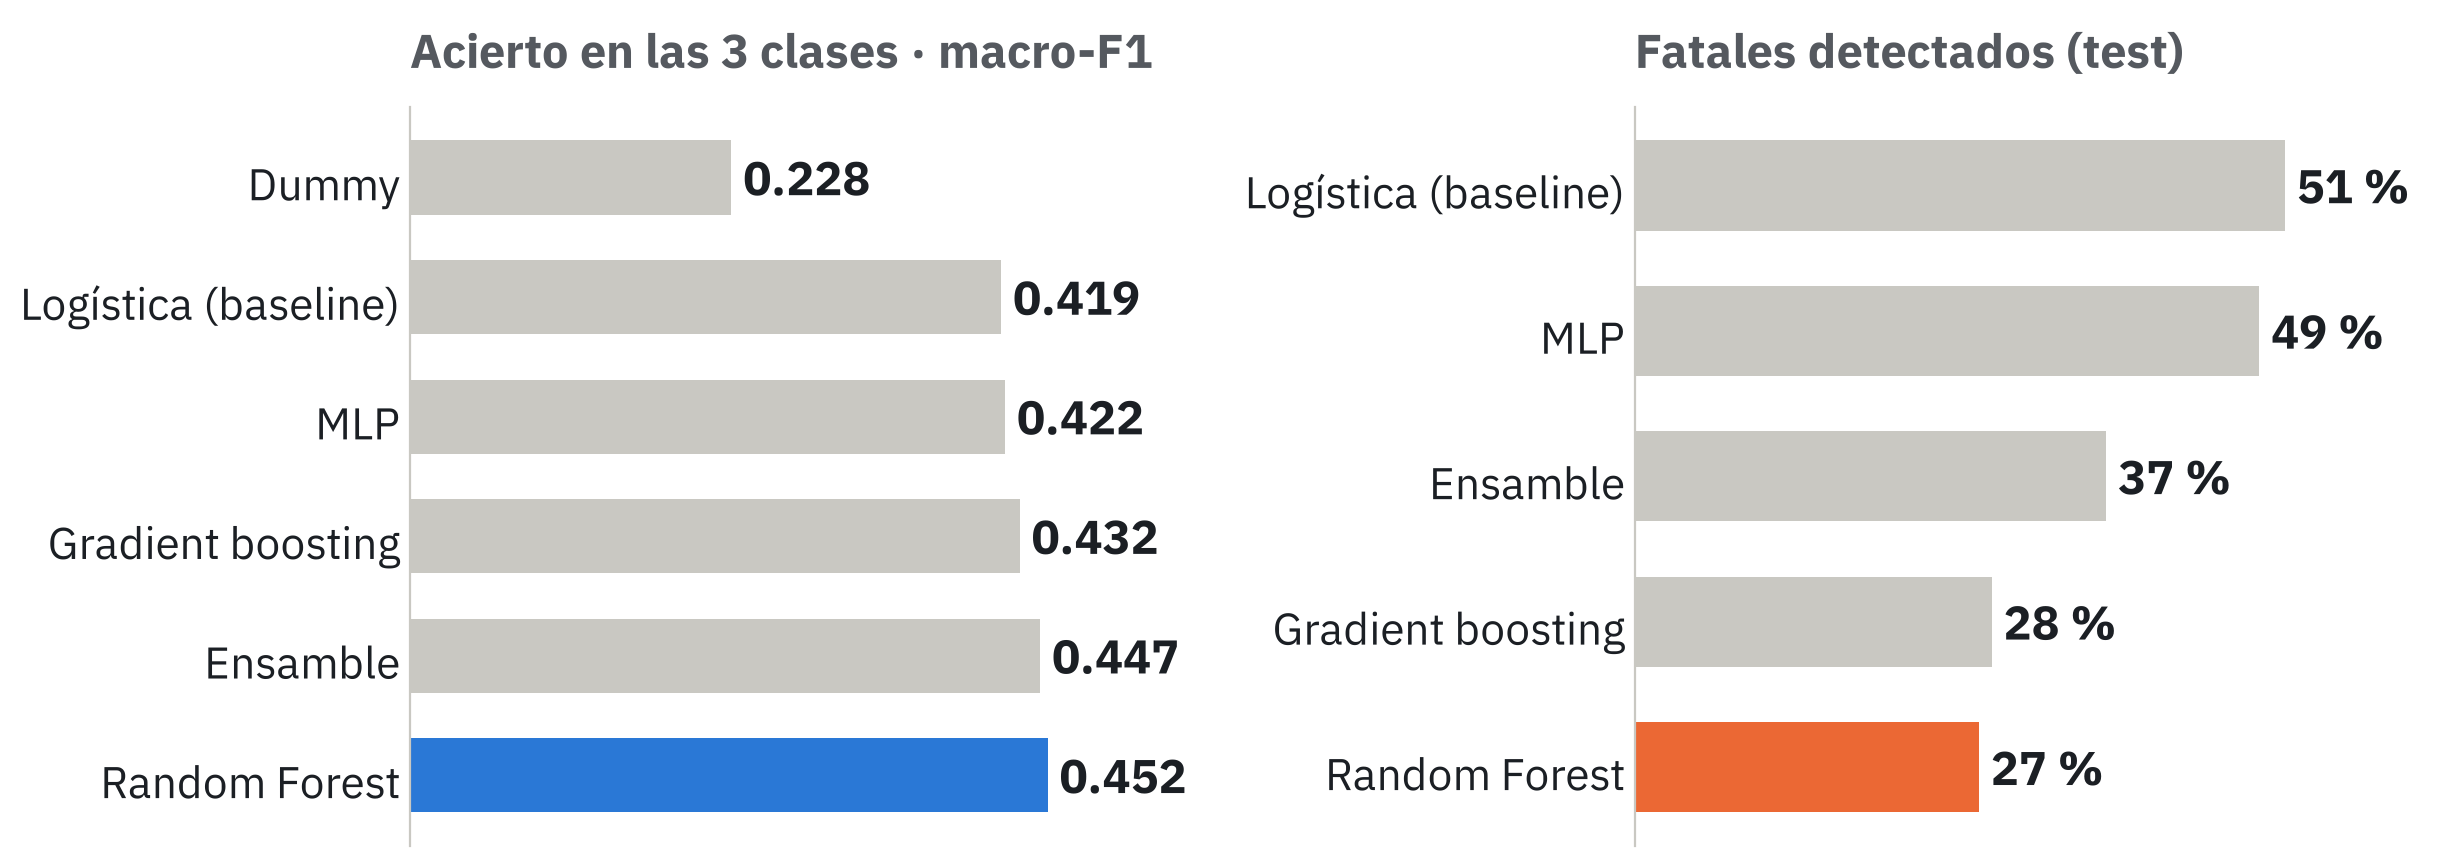 Acierto en las 3 clases · macro-F1
Dummy 0.228
Logística (baseline) 0.419
MLP 0.422
Gradient boosting 0.432
Ensamble 0.447
Random Forest 0.452
Fatales detectados (test)
Logística (baseline) 51 %
MLP 49 %
Ensamble 37 %
Gradient boosting 28 %
Random Forest 27 %